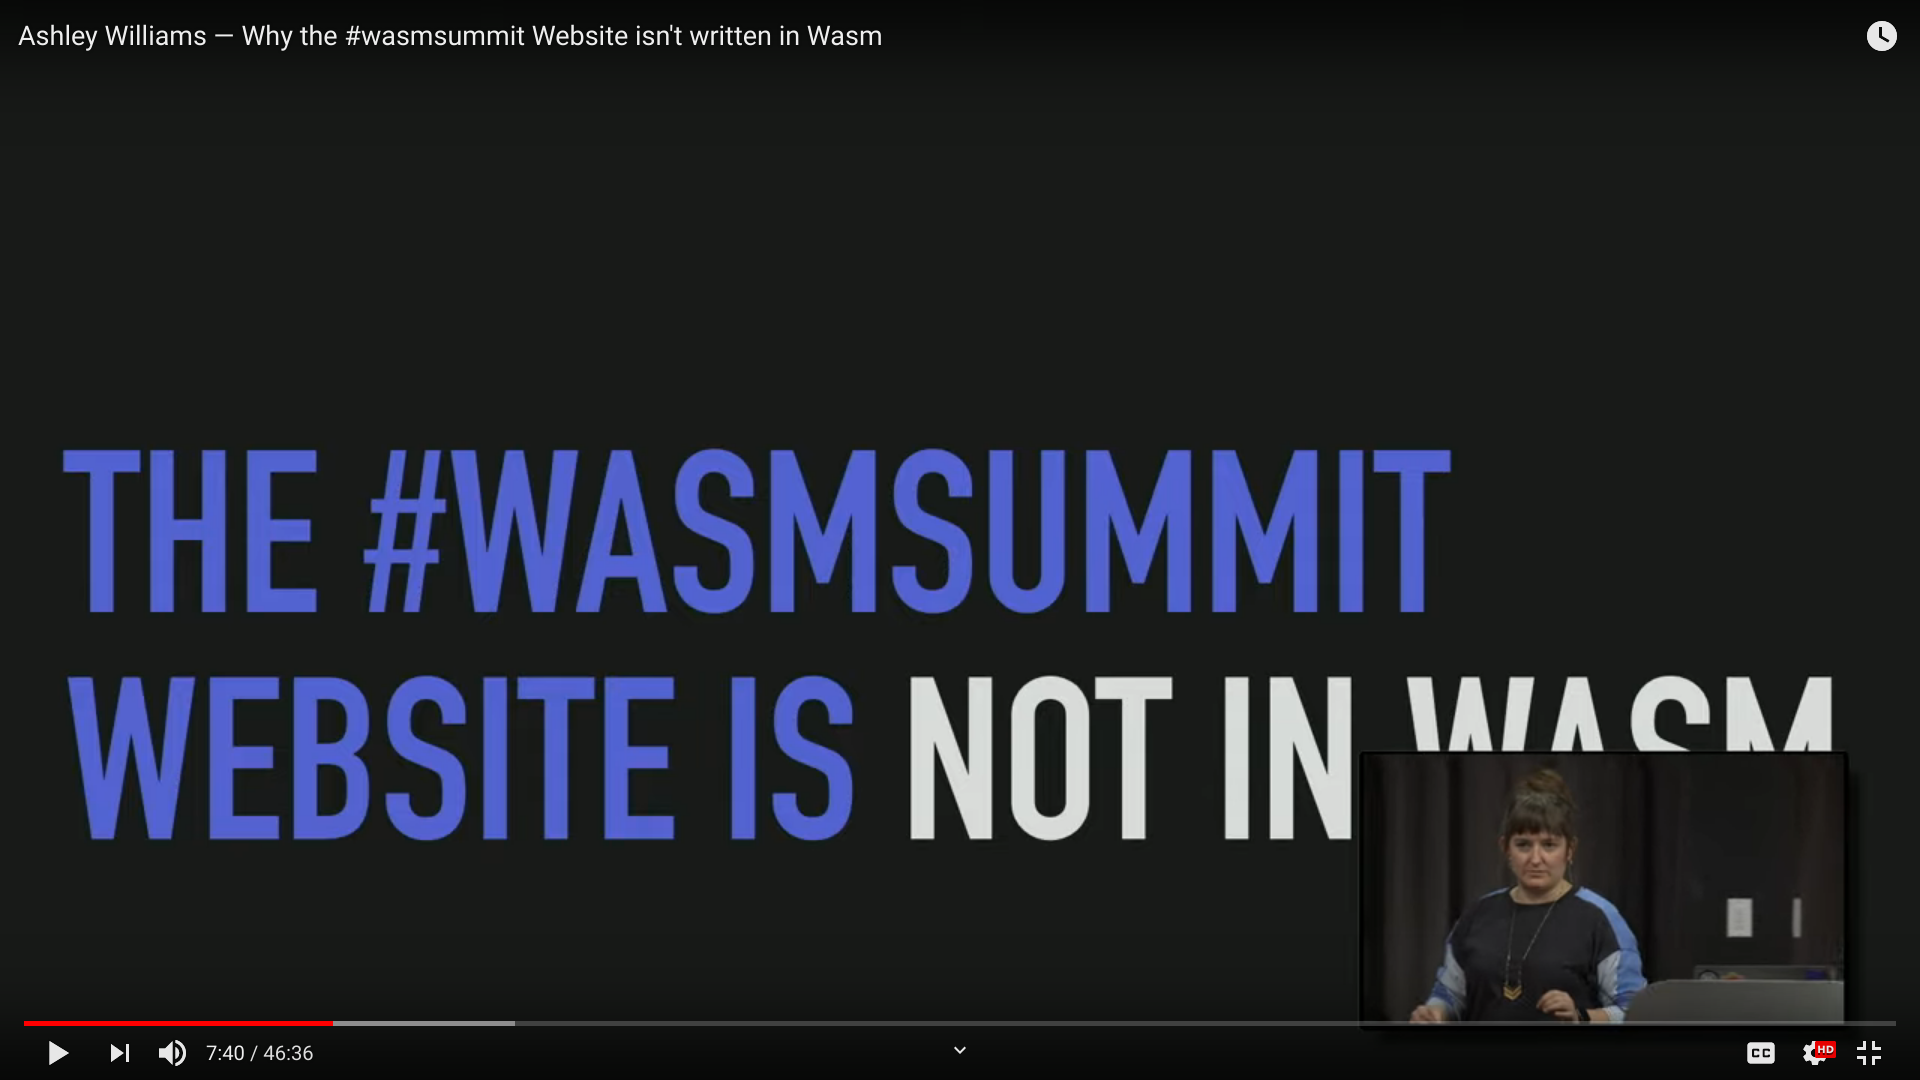 Ashley Williams — Why the #wasmsummit Website isn't written in Wasm
THE #WASMSUMMIT
WEBSITE IS NOT IN WASM
7:40 / 46:36
CC
HD